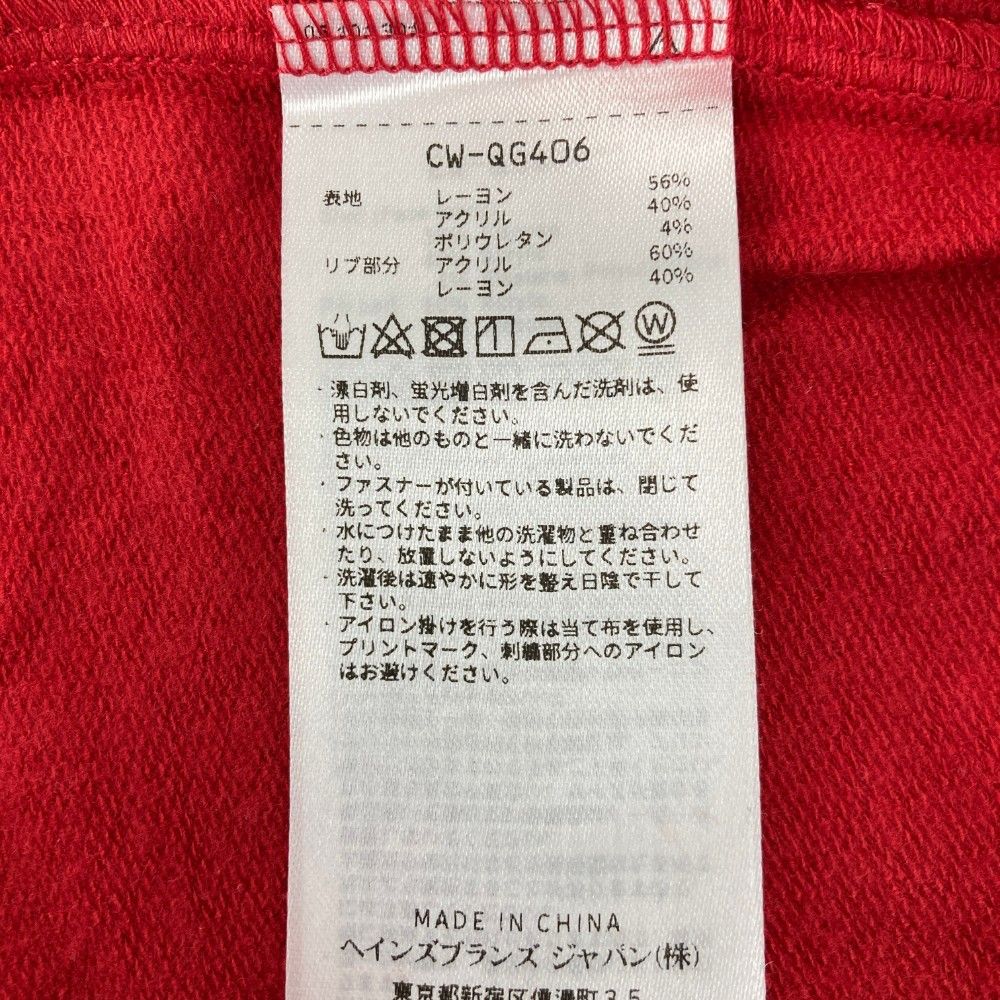 CW-QG406
表地 レーヨン 56%
アクリル 40%
ポリウレタン 4%
リブ部分 アクリル 60%
レーヨン 40%
W
・漂白剤、蛍光増白剤を含んだ洗剤は、使
用しないでください。
・色物は他のものと一緒に洗わないでくだ
さい。
・ファスナーが付いている製品は、閉じて
洗ってください。
・水につけたまま他の洗濯物と重ね合わせ
たり、放置しないようにしてください。
・洗濯後は速やかに形を整え日陰で干して
下さい。
・アイロン掛けを行う際は当て布を使用し、
プリントマーク、刺繍部分へのアイロン
はお避けください。
MADE IN CHINA
ヘインズブランズ ジャパン(株)
東京都新宿区信濃町35